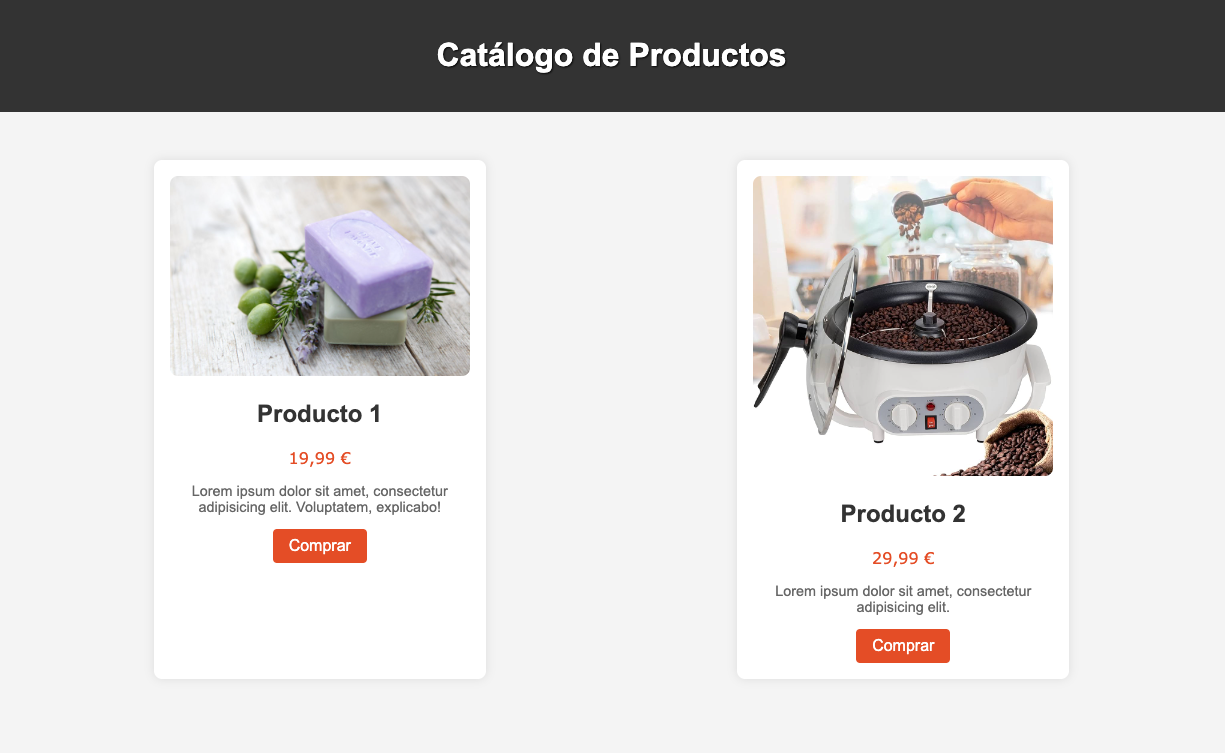 Catálogo de Productos
Producto 1
19,99 €
Lorem ipsum dolor sit amet, consectetur
adipisicing elit. Voluptatem, explicabo!
Comprar
Producto 2
29,99 €
Lorem ipsum dolor sit amet, consectetur
adipisicing elit.
Comprar